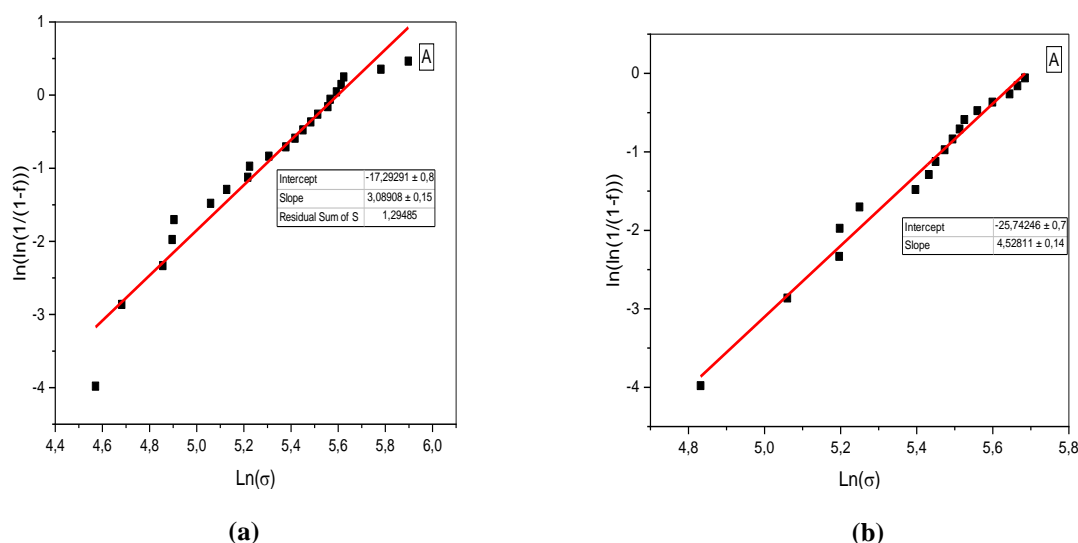 A
1
0
-1
-2
-3
-4
ln(ln(1/(1-f)))
4,4 4,6 4,8 5,0 5,2 5,4 5,6 5,8 6,0
Ln(σ)
Intercept -17,29291 ± 0,8
Slope 3,08908 ± 0,15
Residual Sum of S 1,29485
(a)
A
0
-1
-2
-3
-4
ln(ln(1/(1-f)))
4,8 5,0 5,2 5,4 5,6 5,8
Ln(σ)
Intercept -25,74246 ± 0,7
Slope 4,52811 ± 0,14
(b)